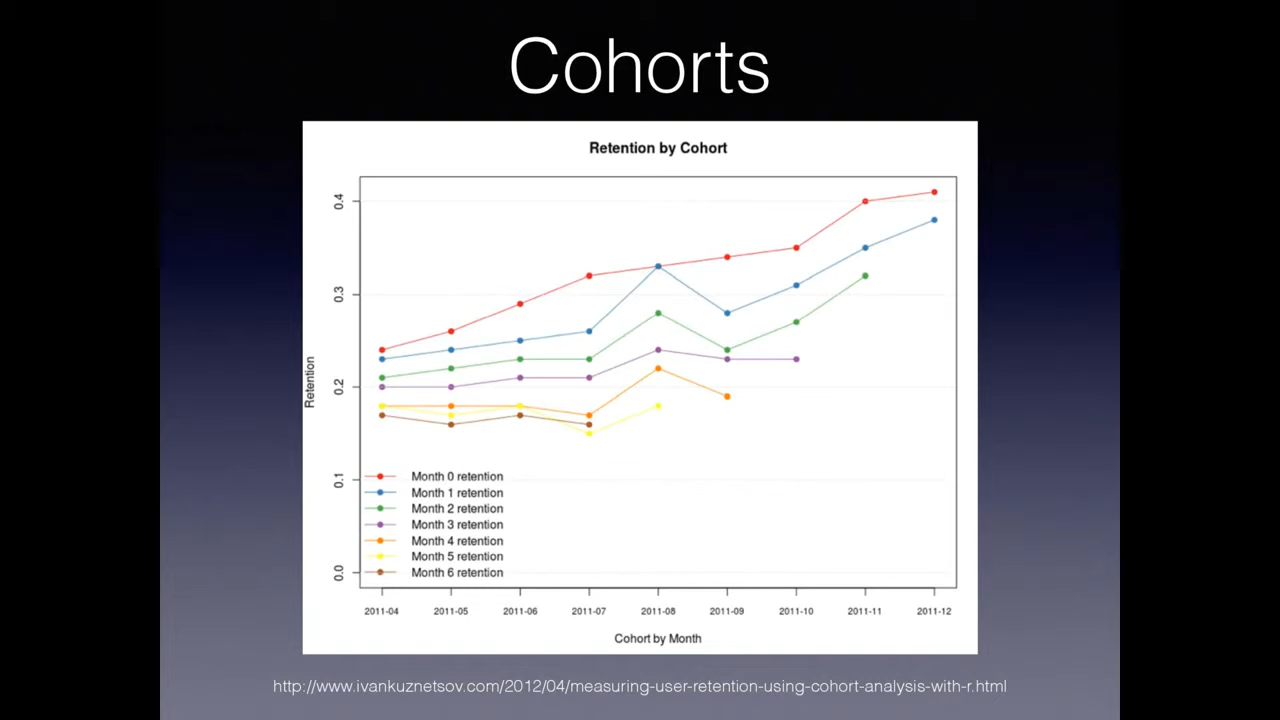 Cohorts
Retention by Cohort
0.4
0.3
0.2
0.1
0.0
Retention
Month 0 retention
Month 1 retention
Month 2 retention
Month 3 retention
Month 4 retention
Month 5 retention
Month 6 retention
2011-04 2011-05 2011-06 2011-07 2011-08 2011-09 2011-10 2011-11 2011-12
Cohort by Month
http://www.ivankuznetsov.com/2012/04/measuring-user-retention-using-cohort-analysis-with-r.html